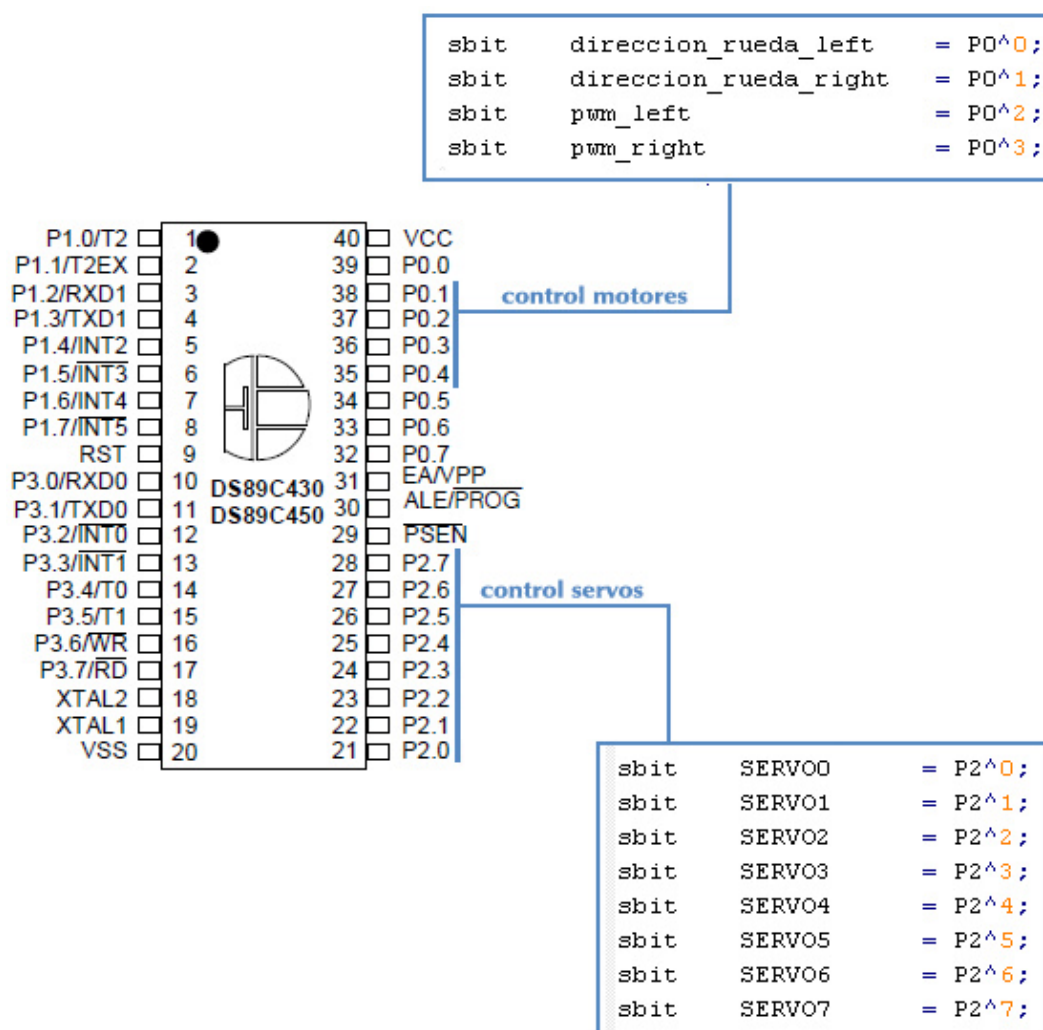 sbit direccion_rueda_left = P0^0;
sbit direccion_rueda_right = P0^1;
sbit pwm_left = P0^2;
sbit pwm_right = P0^3;
P1.0/T2 1 40 VCC
P1.1/T2EX 2 39 P0.0
P1.2/RXD1 3 38 P0.1
control motores
P1.3/TXD1 4 37 P0.2
P1.4/INT2 5 36 P0.3
P1.5/INT3 6 35 P0.4
P1.6/INT4 7 34 P0.5
P1.7/INT5 8 33 P0.6
RST 9 32 P0.7
P3.0/RXD0 10 DS89C430 31 EA/VPP
P3.1/TXD0 11 DS89C450 30 ALE/PROG
P3.2/INT0 12 29 PSEN
P3.3/INT1 13 28 P2.7
P3.4/T0 14 27 P2.6
control servos
P3.5/T1 15 26 P2.5
P3.6/WR 16 25 P2.4
P3.7/RD 17 24 P2.3
XTAL2 18 23 P2.2
XTAL1 19 22 P2.1
VSS 20 21 P2.0
sbit SERVO0 = P2^0;
sbit SERVO1 = P2^1;
sbit SERVO2 = P2^2;
sbit SERVO3 = P2^3;
sbit SERVO4 = P2^4;
sbit SERVO5 = P2^5;
sbit SERVO6 = P2^6;
sbit SERVO7 = P2^7;